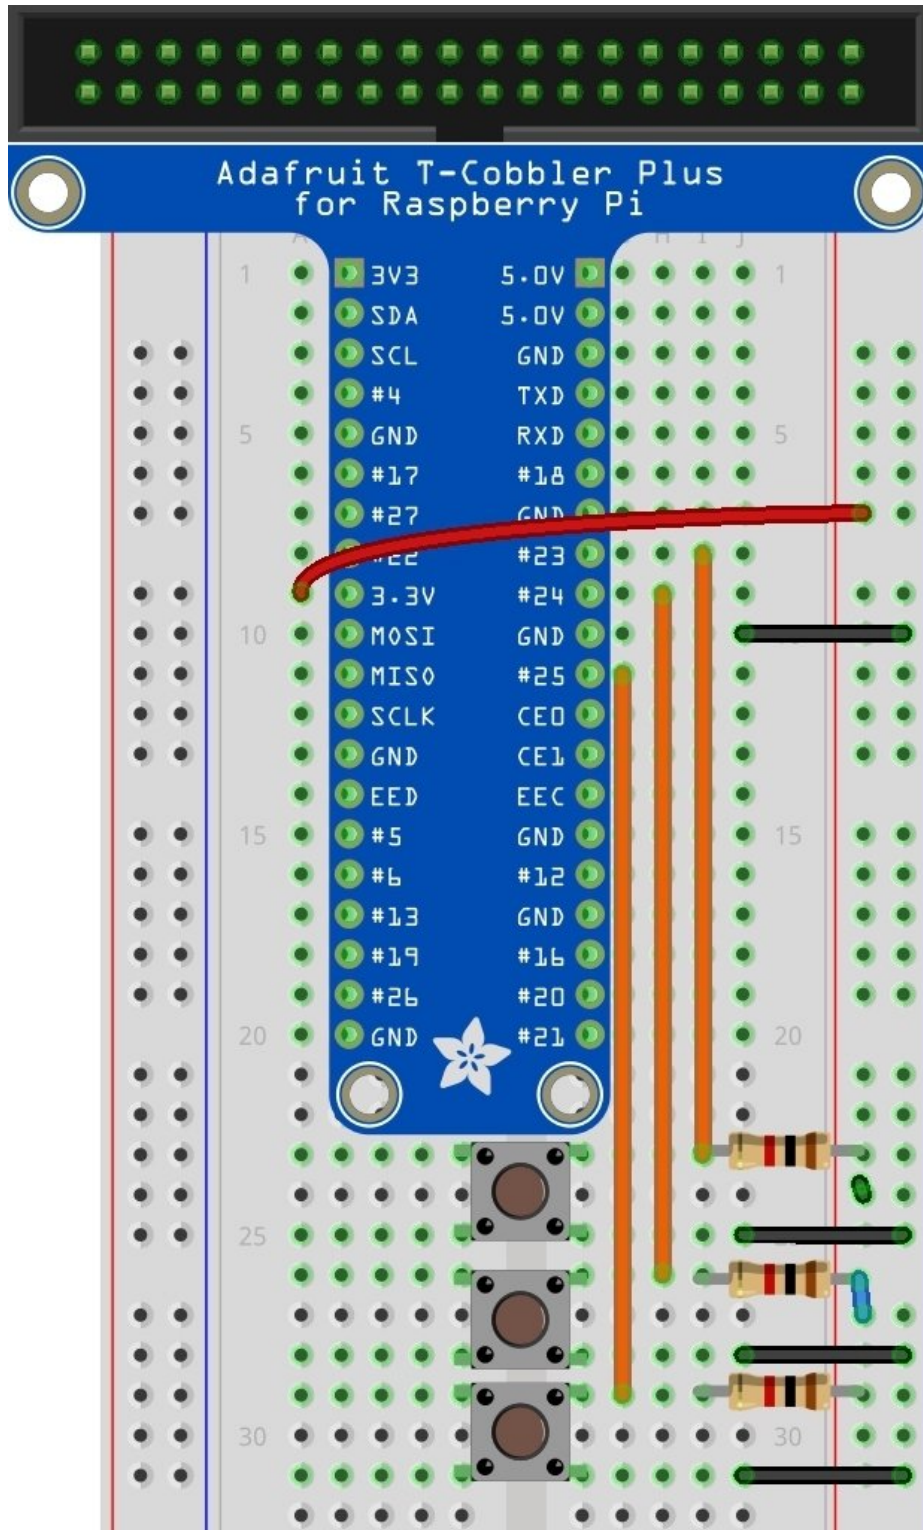 Adafruit T-Cobbler Plus
for Raspberry Pi
H I J
1 3V3 5.0V 1
SDA 5.0V
SCL GND
#4 TXD
5 GND RXD 5
#17 #18
#27 GND
#22 #23
3.3V #24
10 MOSI GND
MISO #25
SCLK CE0
GND CE1
EED EEC
15 #5 GND 15
#6 #12
#13 GND
#19 #16
#26 #20
20 GND #21 20
25
30 30